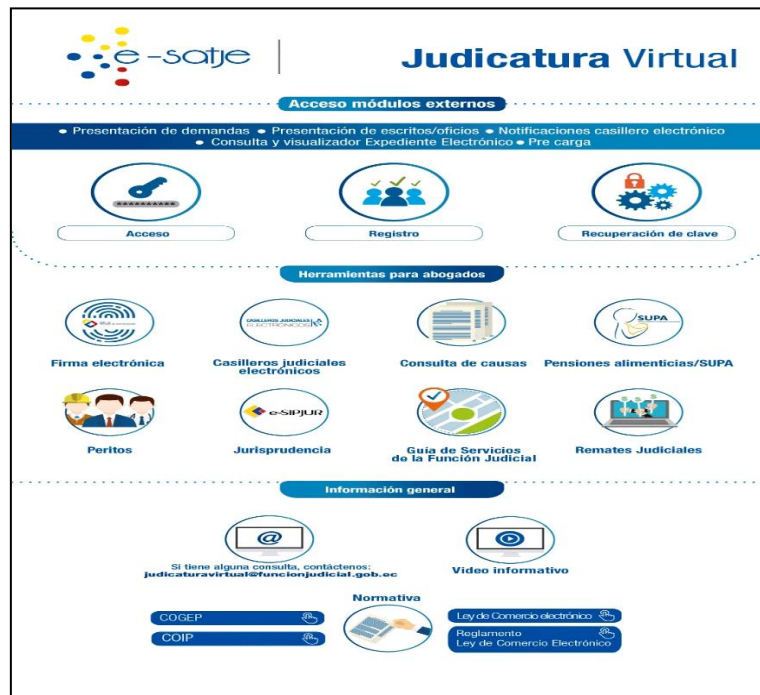 e-satje
Judicatura Virtual
Acceso módulos externos
● Presentación de demandas ● Presentación de escritos/oficios ● Notificaciones casillero electrónico
● Consulta y visualizador Expediente Electrónico ● Pre carga
Acceso
Registro
Recuperación de clave
Herramientas para abogados
CASILLEROS JUDICIALES
ELECTRÓNICOS
SUPA
Firma electrónica
Casilleros judiciales
electrónicos
Consulta de causas
Pensiones alimenticias/SUPA
e-SIPJUR
Peritos
Jurisprudencia
Guía de Servicios
de la Función Judicial
Remates Judiciales
Información general
@
Si tiene alguna consulta, contáctenos:
judicaturavirtual@funcionjudicial.gob.ec
Video informativo
Normativa
COGEP
COIP
Ley de Comercio electrónico
Reglamento
Ley de Comercio Electrónico